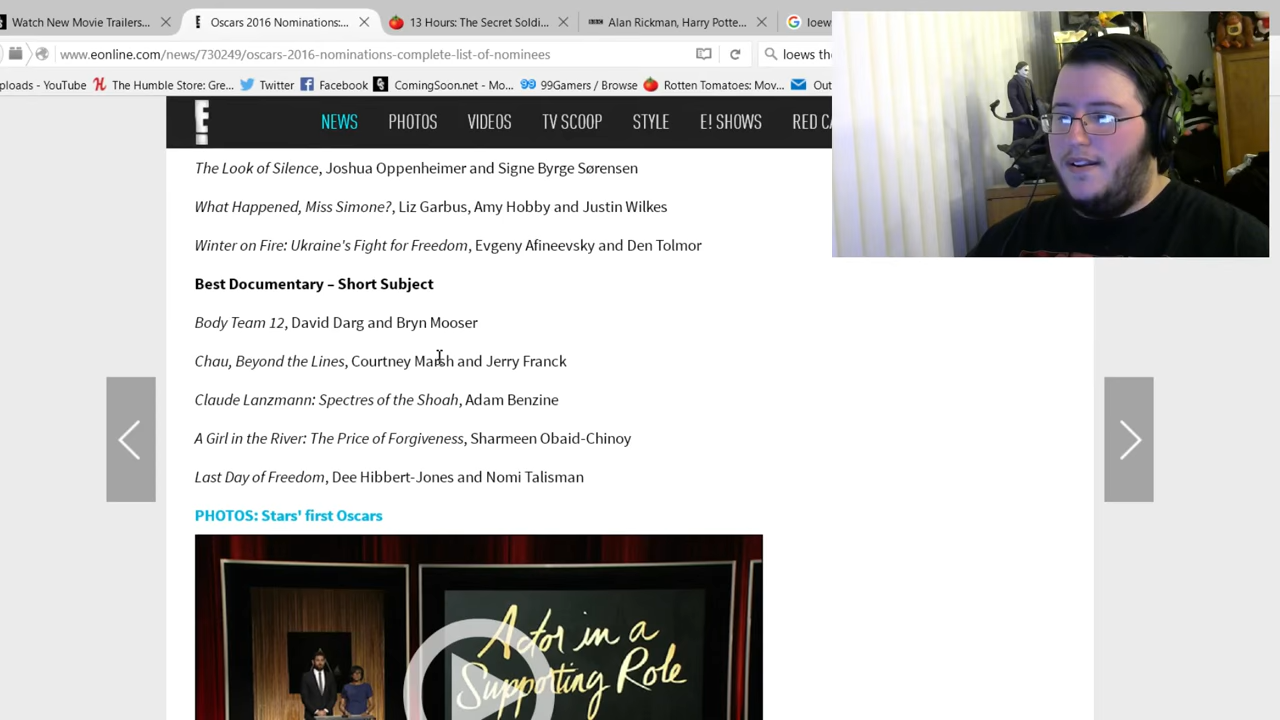 Watch New Movie Trailers... Oscars 2016 Nominations:... 13 Hours: The Secret Soldi... BBC Alan Rickman, Harry Potte... loew
www.eonline.com/news/730249/oscars-2016-nominations-complete-list-of-nominees loews the
ploads - YouTube The Humble Store: Gre... Twitter Facebook ComingSoon.net - Mo... 99Gamers / Browse Rotten Tomatoes: Mov... Out
E! NEWS PHOTOS VIDEOS TV SCOOP STYLE E! SHOWS RED CA
The Look of Silence, Joshua Oppenheimer and Signe Byrge Sørensen
What Happened, Miss Simone?, Liz Garbus, Amy Hobby and Justin Wilkes
Winter on Fire: Ukraine's Fight for Freedom, Evgeny Afineevsky and Den Tolmor
Best Documentary – Short Subject
Body Team 12, David Darg and Bryn Mooser
Chau, Beyond the Lines, Courtney Marsh and Jerry Franck
Claude Lanzmann: Spectres of the Shoah, Adam Benzine
A Girl in the River: The Price of Forgiveness, Sharmeen Obaid-Chinoy
Last Day of Freedom, Dee Hibbert-Jones and Nomi Talisman
PHOTOS: Stars' first Oscars
Actor in a
Supporting Role